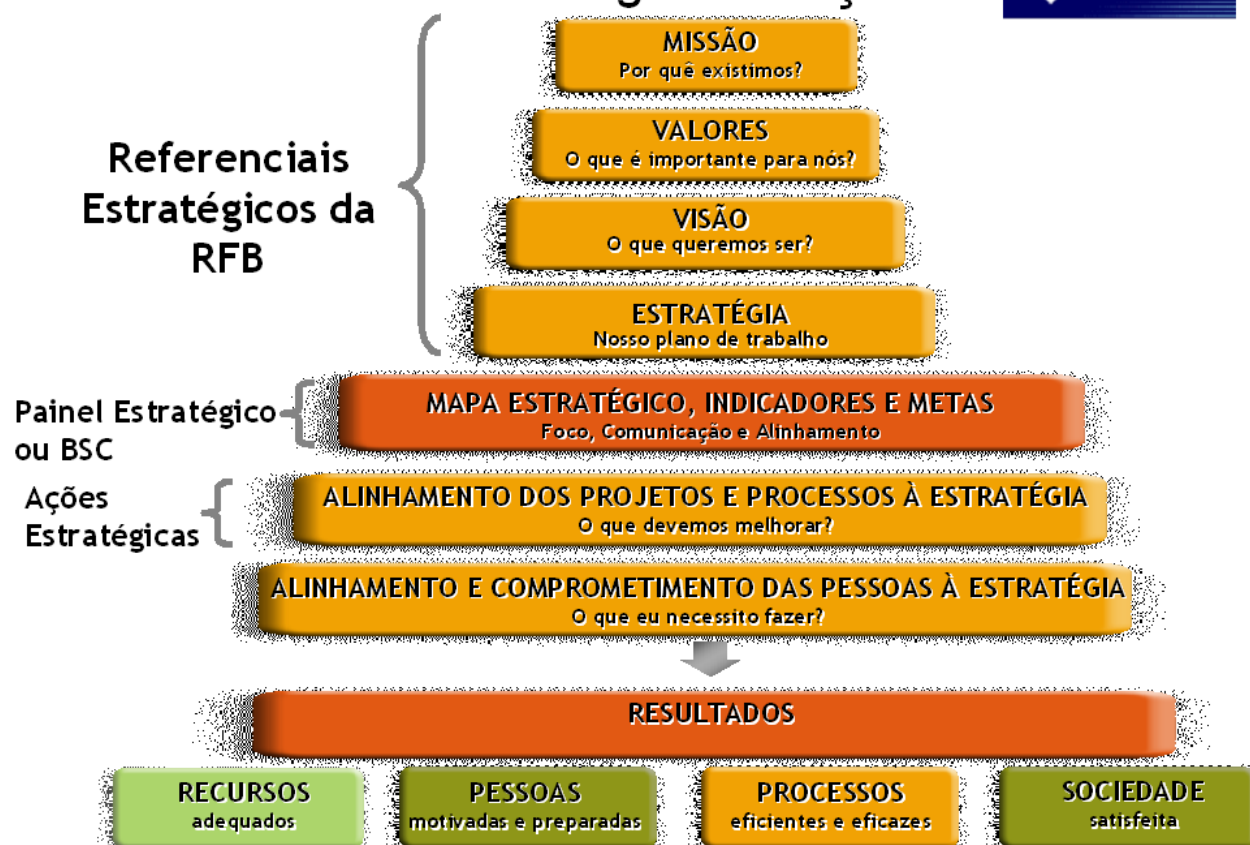 MISSÃO
Por quê existimos?
VALORES
O que é importante para nós?
Referenciais
Estratégicos da
RFB
VISÃO
O que queremos ser?
ESTRATÉGIA
Nosso plano de trabalho
Painel Estratégico
ou BSC
MAPA ESTRATÉGICO, INDICADORES E METAS
Foco, Comunicação e Alinhamento
Ações
Estratégicas
ALINHAMENTO DOS PROJETOS E PROCESSOS À ESTRATÉGIA
O que devemos melhorar?
ALINHAMENTO E COMPROMETIMENTO DAS PESSOAS À ESTRATÉGIA
O que eu necessito fazer?
RESULTADOS
RECURSOS
adequados
PESSOAS
motivadas e preparadas
PROCESSOS
eficientes e eficazes
SOCIEDADE
satisfeita